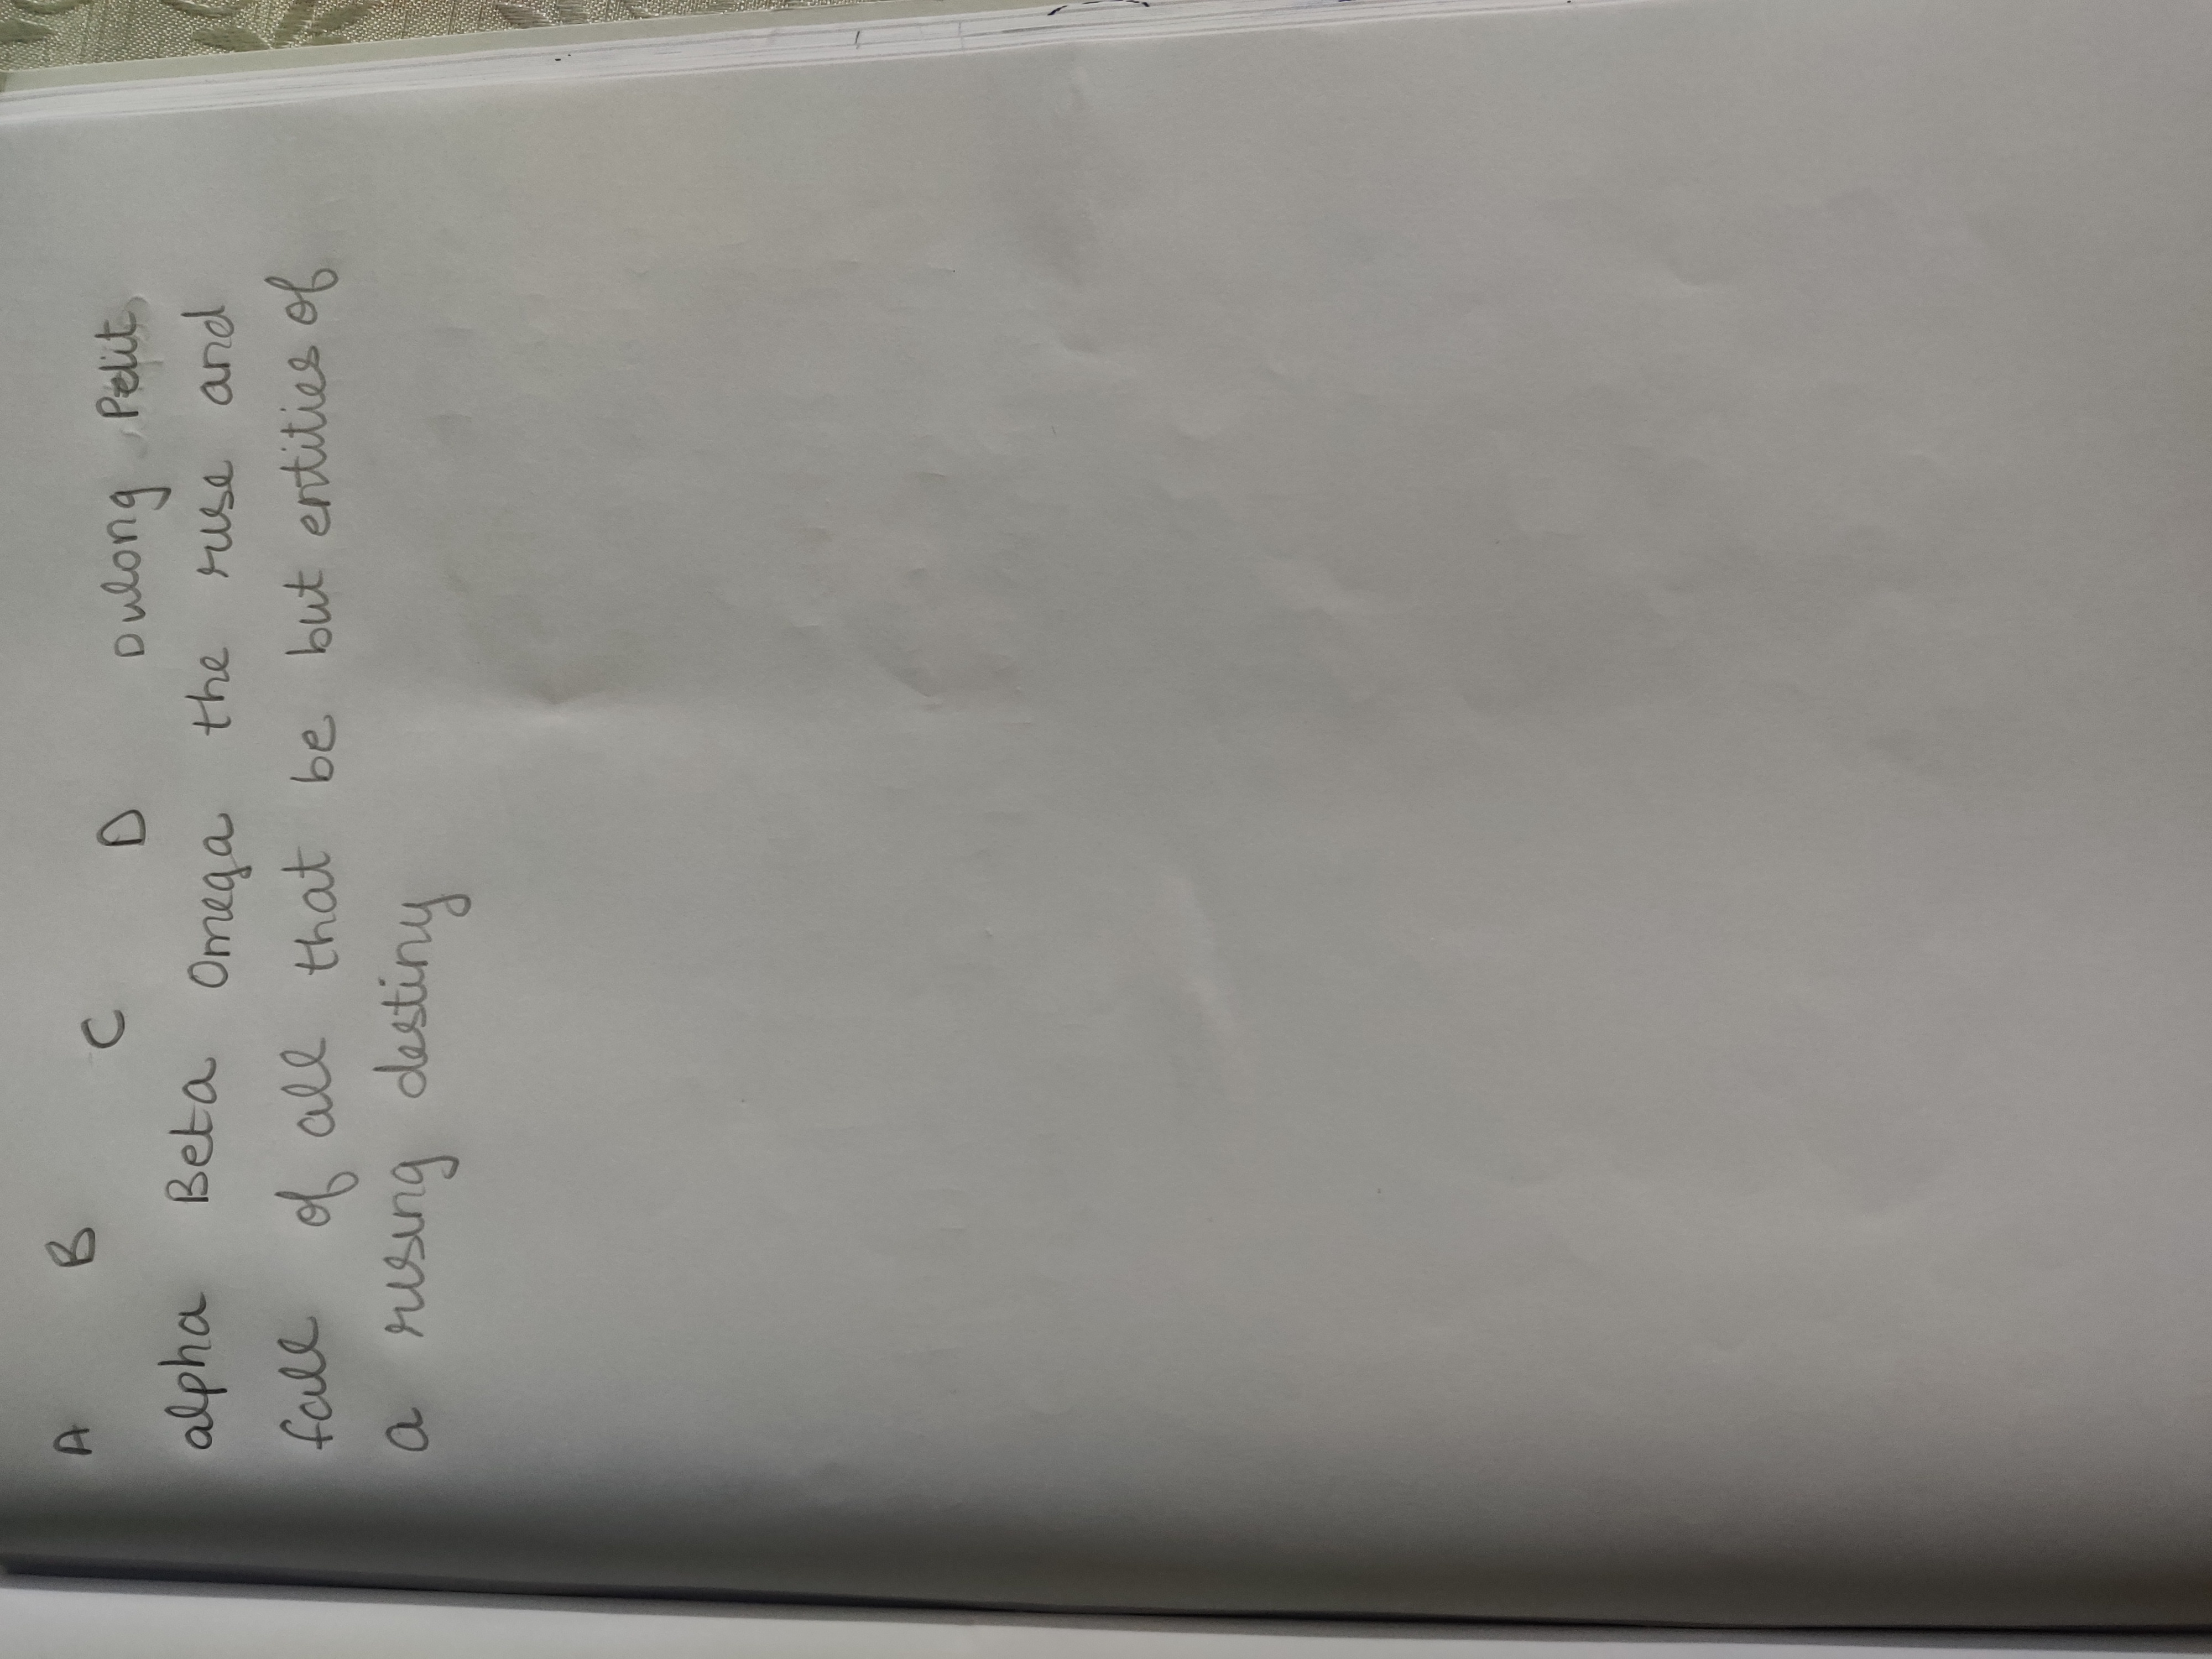 A B C D Dulong Petit
alpha Beta Omega the rise and
fall of all that be but entities of
a rising destiny